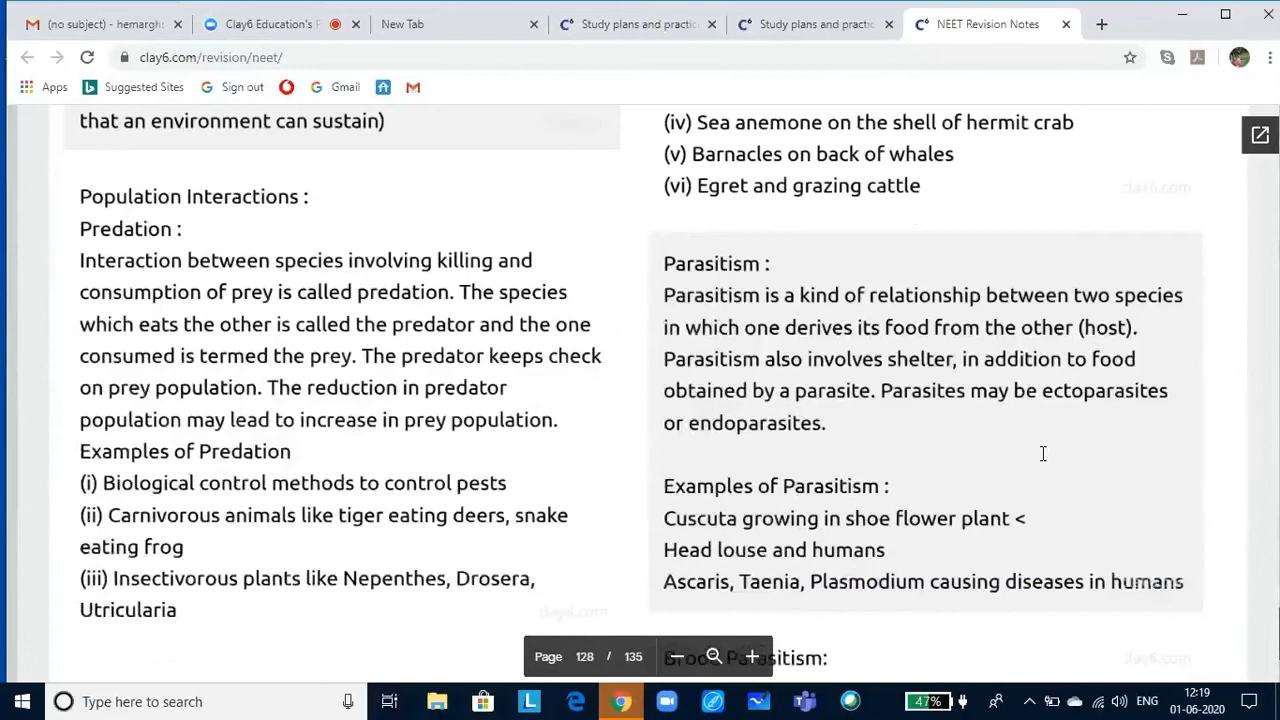 (no subject) - hemargh
Clay6 Education's P
New Tab
Study plans and practic
Study plans and practic
NEET Revision Notes
clay6.com/revision/neet/
Apps
Suggested Sites
Sign out
Gmail
that an environment can sustain)
Population Interactions :
Predation :
Interaction between species involving killing and
consumption of prey is called predation. The species
which eats the other is called the predator and the one
consumed is termed the prey. The predator keeps check
on prey population. The reduction in predator
population may lead to increase in prey population.
Examples of Predation
(i) Biological control methods to control pests
(ii) Carnivorous animals like tiger eating deers, snake
eating frog
(iii) Insectivorous plants like Nepenthes, Drosera,
Utricularia
clay6.com
(iv) Sea anemone on the shell of hermit crab
(v) Barnacles on back of whales
(vi) Egret and grazing cattle
clay6.com
Parasitism :
Parasitism is a kind of relationship between two species
in which one derives its food from the other (host).
Parasitism also involves shelter, in addition to food
obtained by a parasite. Parasites may be ectoparasites
or endoparasites.
Examples of Parasitism :
Cuscuta growing in shoe flower plant <
Head louse and humans
Ascaris, Taenia, Plasmodium causing diseases in humans
Brood Parasitism:
clay6.com
Page 128 / 135
Type here to search
47%
ENG
12:19
01-06-2020